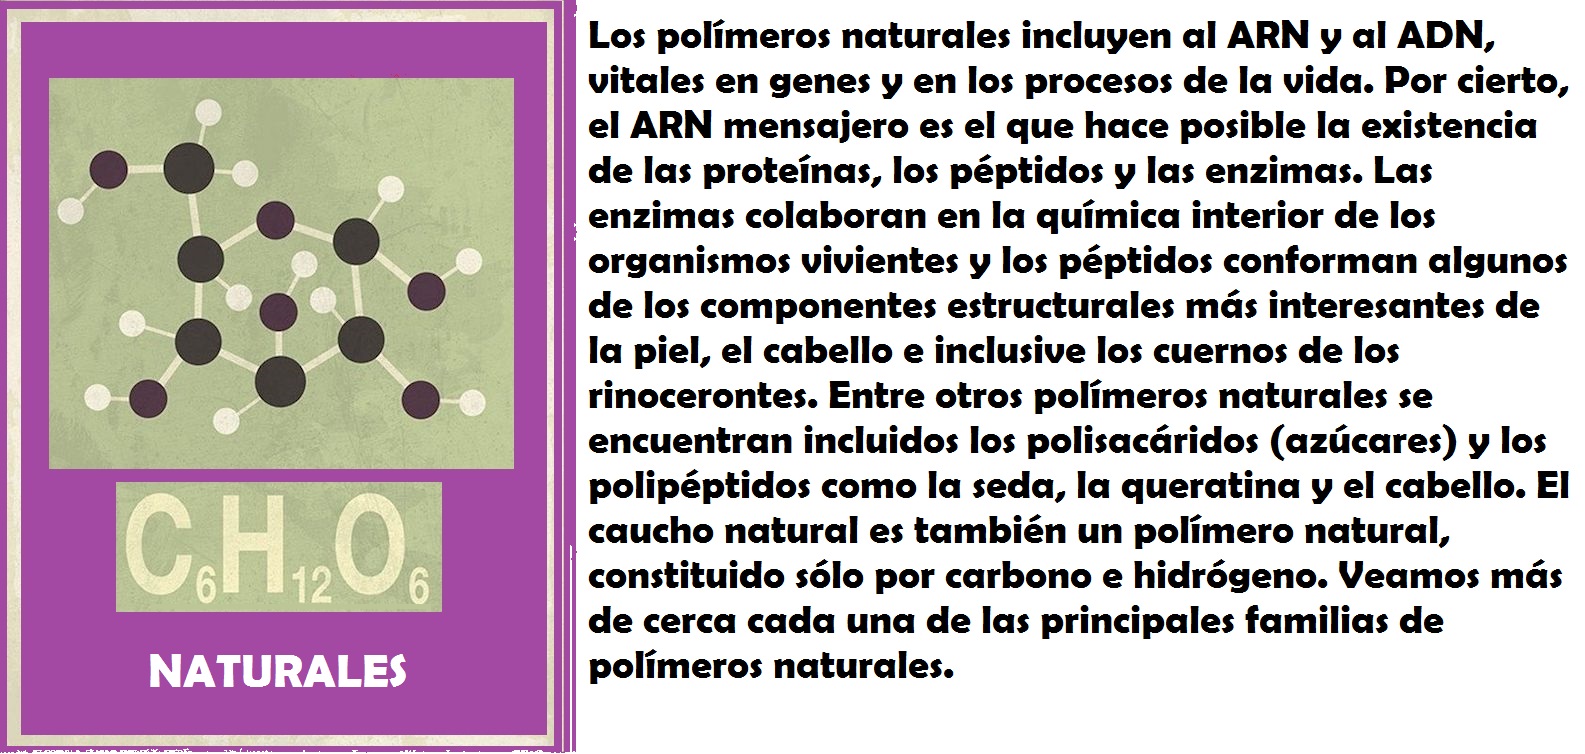 C6H12O6
NATURALES
Los polímeros naturales incluyen al ARN y al ADN,
vitales en genes y en los procesos de la vida. Por cierto,
el ARN mensajero es el que hace posible la existencia
de las proteínas, los péptidos y las enzimas. Las
enzimas colaboran en la química interior de los
organismos vivientes y los péptidos conforman algunos
de los componentes estructurales más interesantes de
la piel, el cabello e inclusive los cuernos de los
rinocerontes. Entre otros polímeros naturales se
encuentran incluidos los polisacáridos (azúcares) y los
polipéptidos como la seda, la queratina y el cabello. El
caucho natural es también un polímero natural,
constituido sólo por carbono e hidrógeno. Veamos más
de cerca cada una de las principales familias de
polímeros naturales.